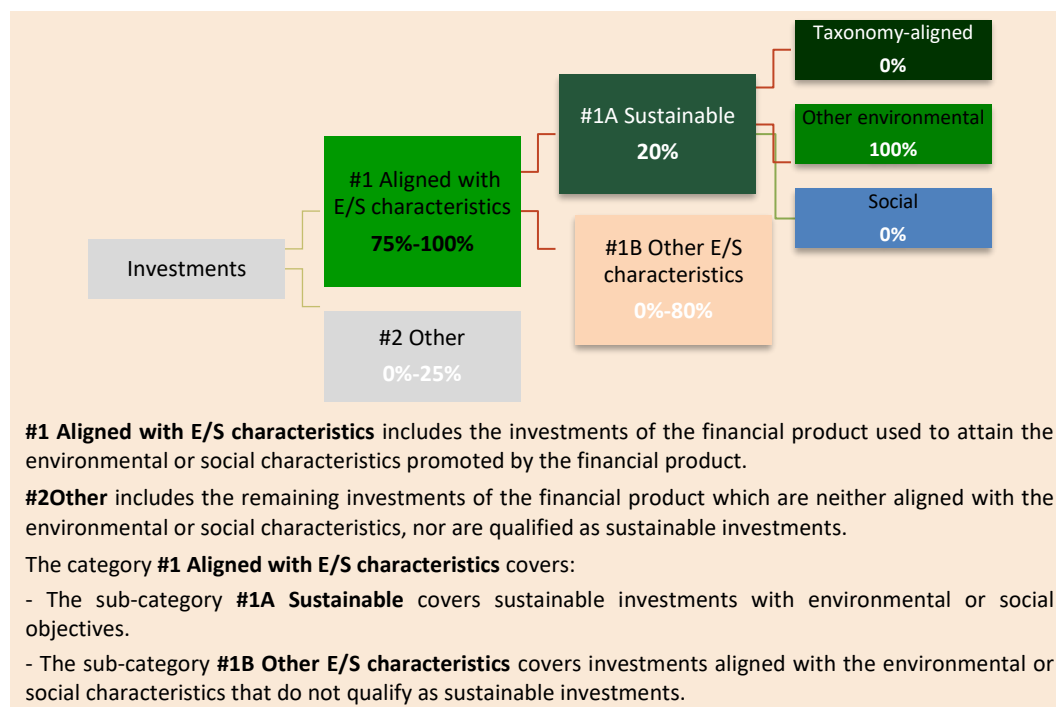 Taxonomy-aligned
0%
#1A Sustainable
20%
Other environmental
100%
#1 Aligned with
E/S characteristics
75%-100%
Social
0%
#1B Other E/S
characteristics
0%-80%
Investments
#2 Other
0%-25%
#1 Aligned with E/S characteristics includes the investments of the financial product used to attain the
environmental or social characteristics promoted by the financial product.
#2Other includes the remaining investments of the financial product which are neither aligned with the
environmental or social characteristics, nor are qualified as sustainable investments.
The category #1 Aligned with E/S characteristics covers:
- The sub-category #1A Sustainable covers sustainable investments with environmental or social
objectives.
- The sub-category #1B Other E/S characteristics covers investments aligned with the environmental or
social characteristics that do not qualify as sustainable investments.